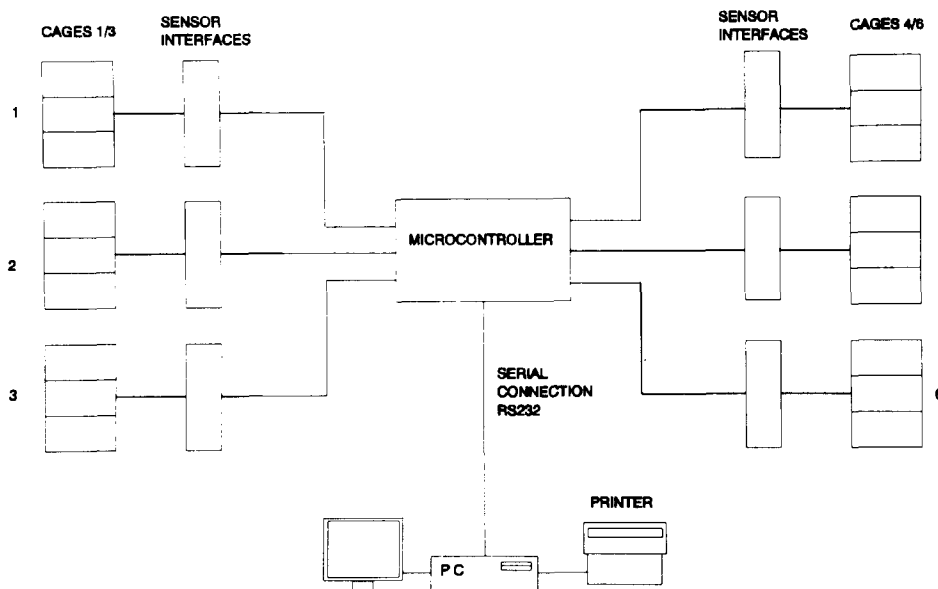 CAGES 1/3
SENSOR
INTERFACES
SENSOR
INTERFACES
CAGES 4/6
1
2
MICROCONTROLLER
3
SERIAL
CONNECTION
RS232
PRINTER
PC